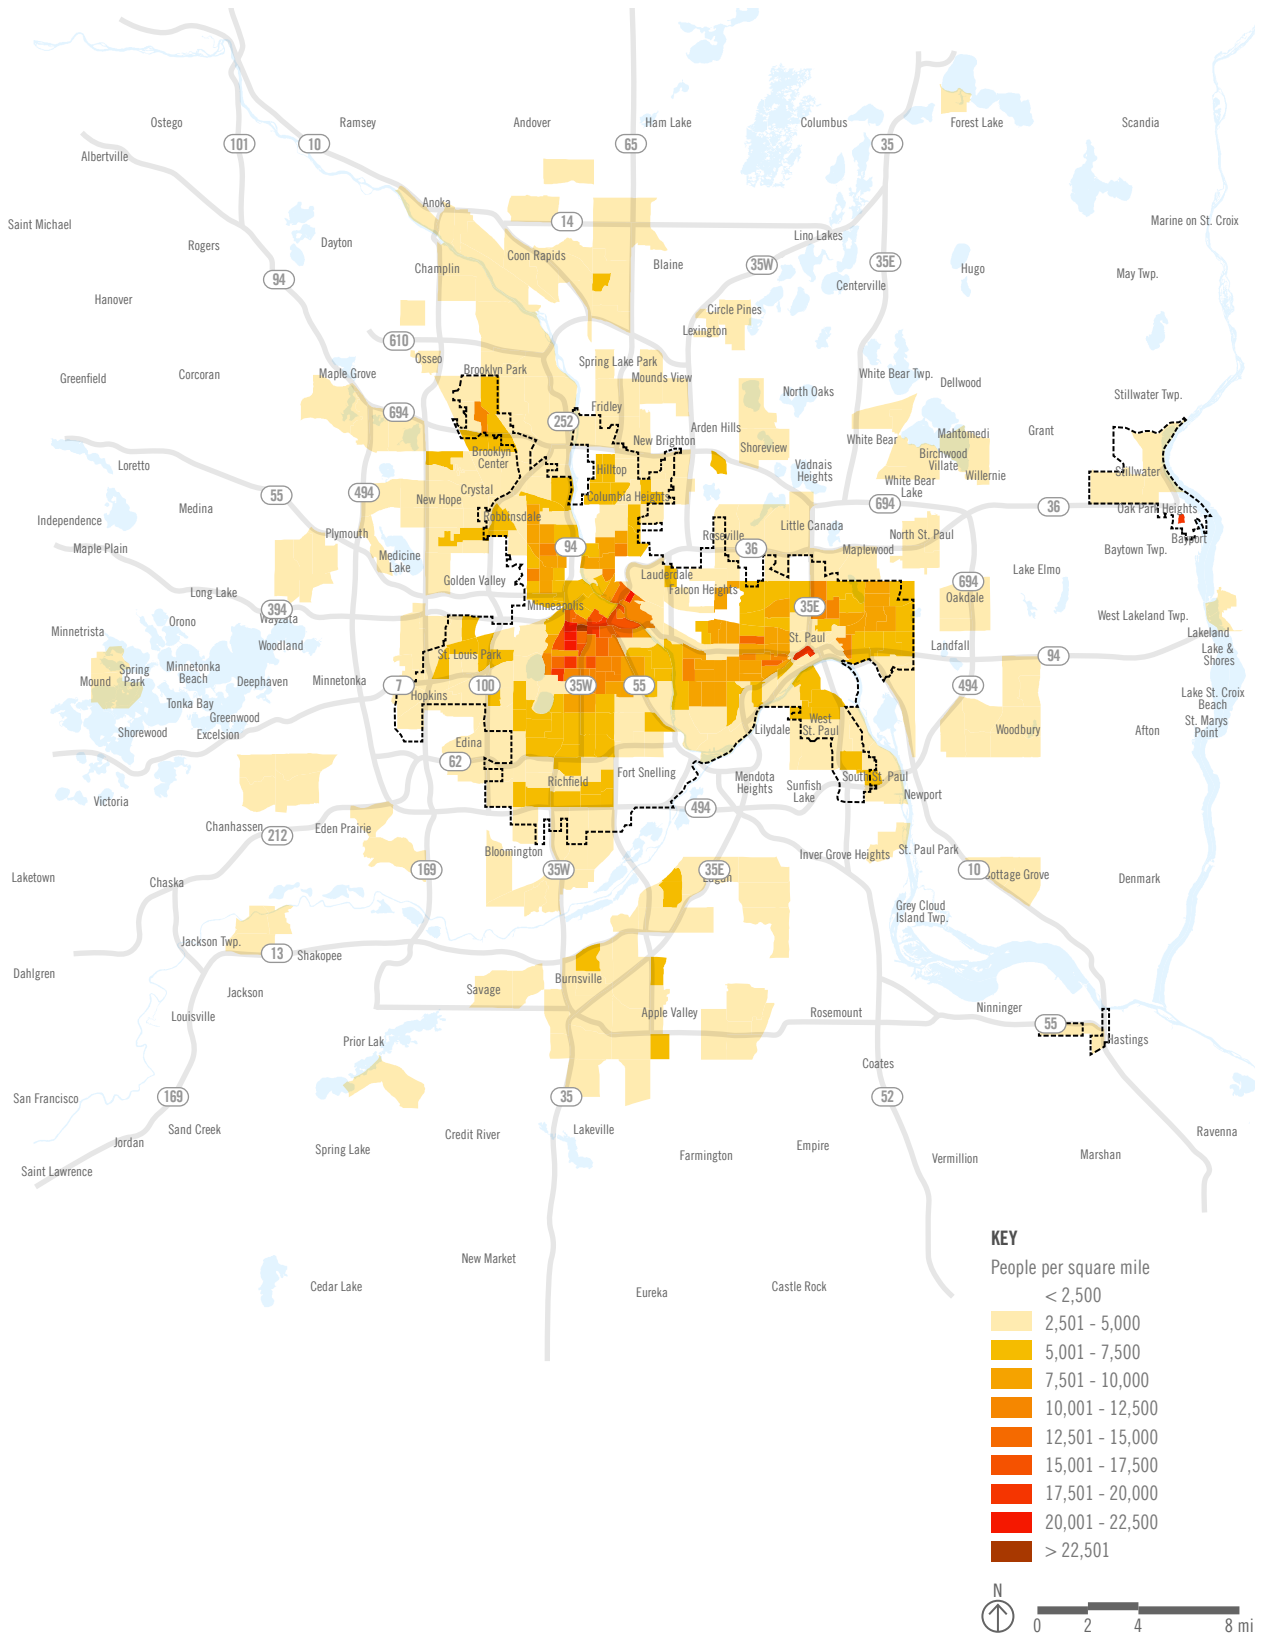 Ostego
Ramsey
Andover
Ham Lake
Columbus
Forest Lake
Scandia
101
10
65
35
Albertville
Anoka
Saint Michael
14
Marine on St. Croix
Rogers
Dayton
Lino Lakes
Coon Rapids
Champlin
Blaine
35W
35E
Hugo
May Twp.
94
Centerville
Hanover
Circle Pines
Lexington
610
Osseo
Spring Lake Park
Greenfield
Corcoran
Maple Grove
Brooklyn Park
Mounds View
White Bear Twp.
Dellwood
North Oaks
Stillwater Twp.
694
252
Fridley
Arden Hills
Grant
New Brighton
White Bear
Mahtomedi
Shoreview
Brooklyn
Center
Birchwood
Villate
Loretto
Hilltop
Vadnais
Heights
Willernie
Stillwater
White Bear
Lake
55
494
Crystal
New Hope
Columbia Heights
694
36
Medina
Oak Park Heights
Independence
Robbinsdale
Little Canada
Plymouth
Roseville
North St. Paul
Bayport
Maple Plain
94
36
Maplewood
Baytown Twp.
Medicine
Lake
Golden Valley
Lauderdale
Lake Elmo
Long Lake
Falcon Heights
694
Oakdale
394
Wayzata
Minneapolis
35E
West Lakeland Twp.
Orono
Minnetrista
St. Paul
Lakeland
Woodland
St. Louis Park
Landfall
94
Lake &
Shores
Spring
Park
Minnetonka
Beach
Mound
Deephaven
Minnetonka
7
Hopkins
100
35W
55
494
Lake St. Croix
Beach
Tonka Bay
Greenwood
Shorewood
Excelsion
Lilydale
West
St. Paul
Woodbury
Afton
St. Marys
Point
Edina
62
Richfield
Fort Snelling
Mendota
Heights
Sunfish
Lake
South St. Paul
Newport
Victoria
494
Chanhassen
212
Eden Prairie
Bloomington
Inver Grove Heights
St. Paul Park
Laketown
Chaska
169
35W
35E
Eagan
10
Cottage Grove
Denmark
Grey Cloud
Island Twp.
Jackson Twp.
13
Shakopee
Dahlgren
Burnsville
Jackson
Savage
Louisville
Apple Valley
Rosemount
Ninninger
55
Hastings
Prior Lak
Coates
San Francisco
169
35
52
Sand Creek
Jordan
Credit River
Lakeville
Ravenna
Spring Lake
Farmington
Empire
Vermillion
Marshan
Saint Lawrence
New Market
Cedar Lake
Eureka
Castle Rock
KEY
People per square mile
< 2,500
2,501 - 5,000
5,001 - 7,500
7,501 - 10,000
10,001 - 12,500
12,501 - 15,000
15,001 - 17,500
17,501 - 20,000
20,001 - 22,500
> 22,501
N
0 2 4 8 mi